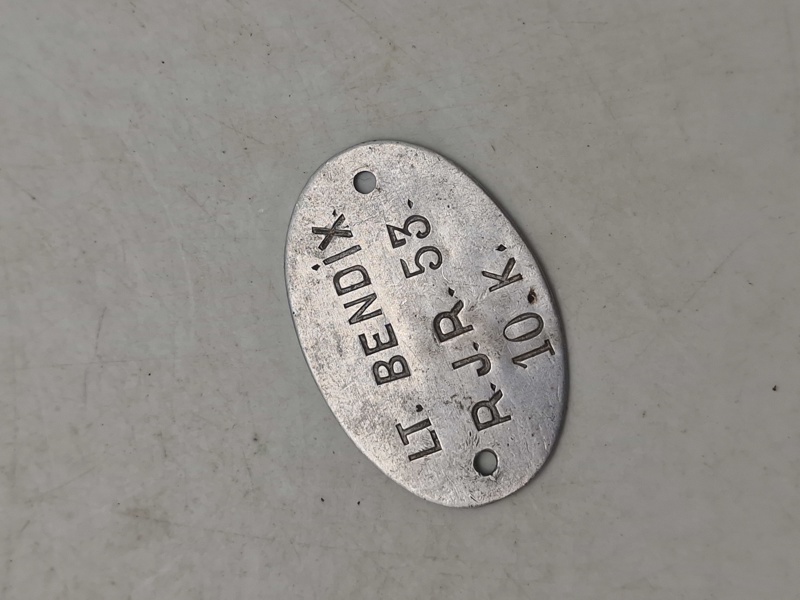 LT. BENDIX.
R.J.R. 53.
10 K.